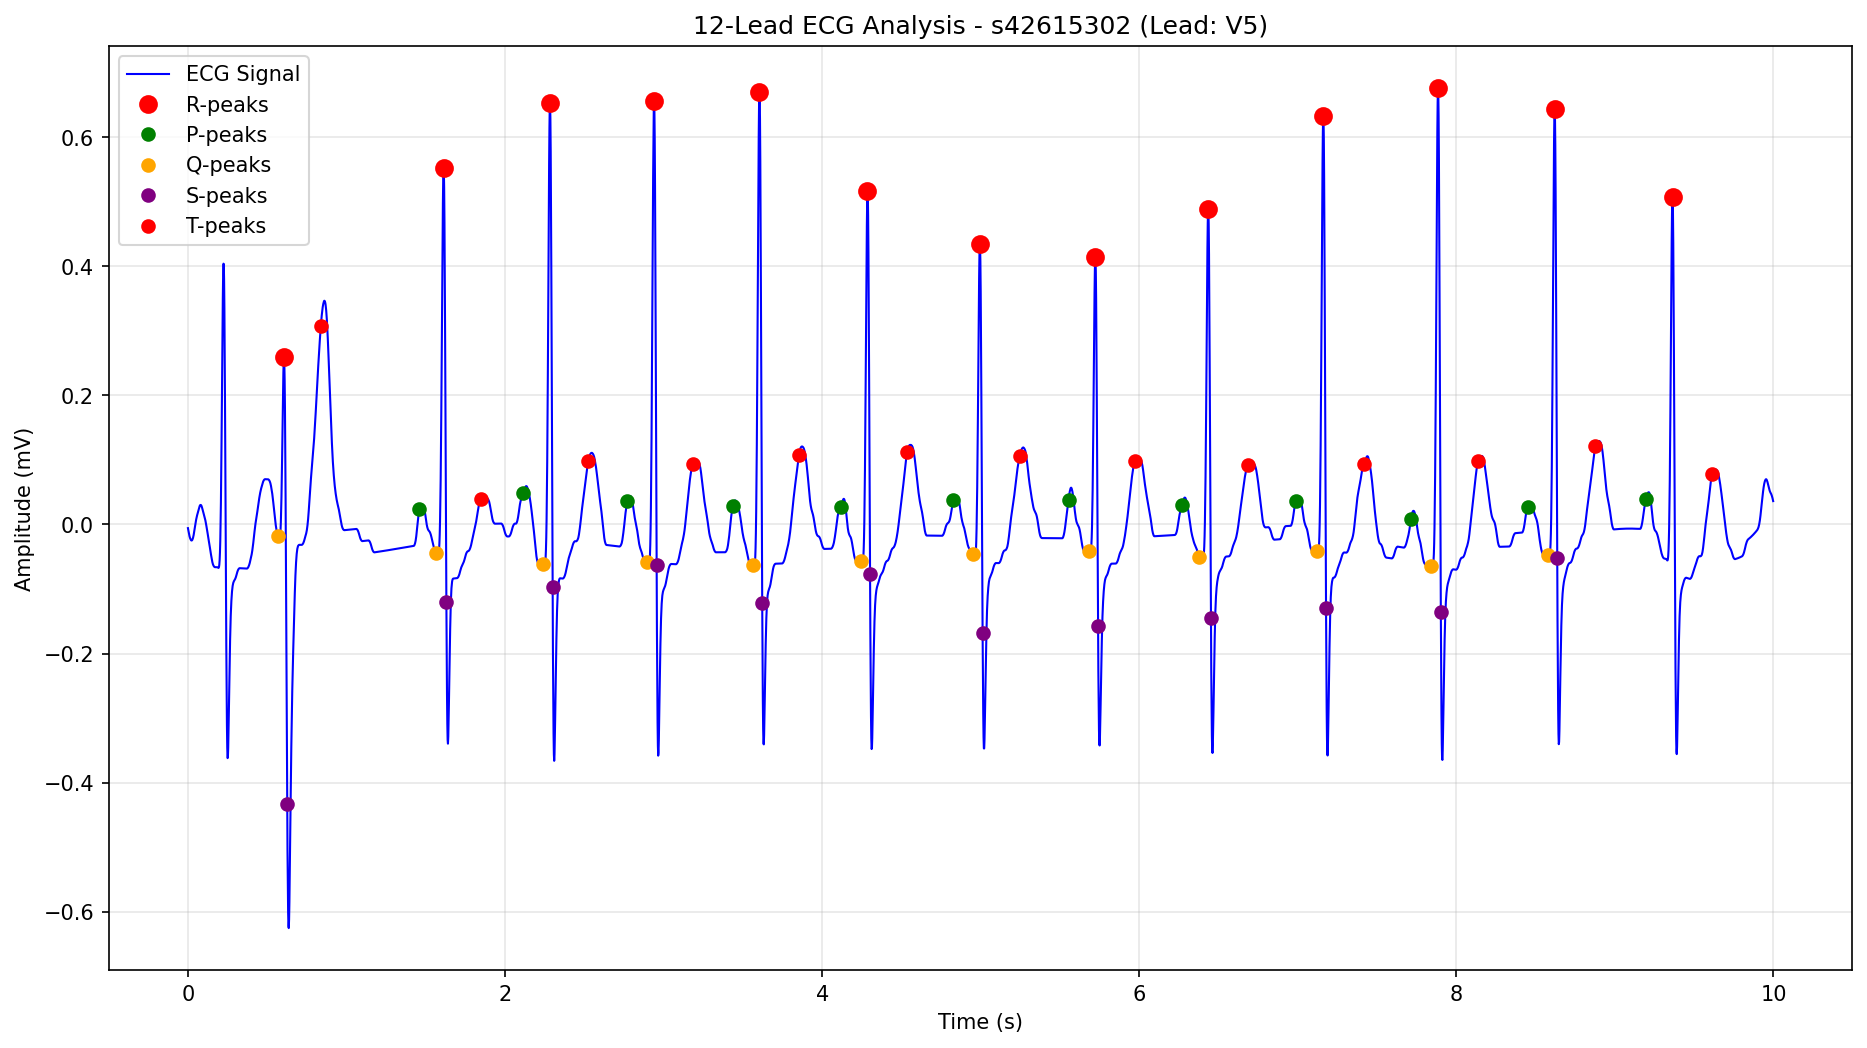 12-Lead ECG Analysis - s42615302 (Lead: V5)
ECG Signal
R-peaks
P-peaks
Q-peaks
S-peaks
T-peaks
Amplitude (mV)
0.6
0.4
0.2
0.0
−0.2
−0.4
−0.6
0 2 4 6 8 10
Time (s)